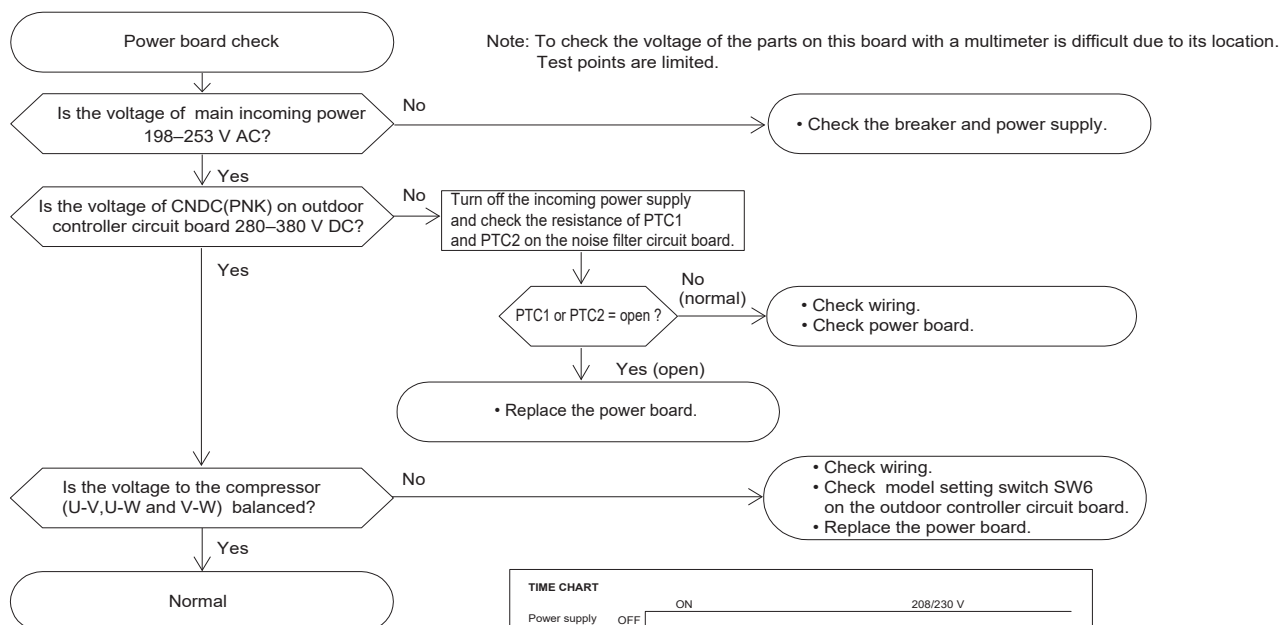 Power board check
Note: To check the voltage of the parts on this board with a multimeter is difficult due to its location.
Test points are limited.
Is the voltage of main incoming power
198–253 V AC?
No
• Check the breaker and power supply.
Yes
Is the voltage of CNDC(PNK) on outdoor
controller circuit board 280–380 V DC?
No
Turn off the incoming power supply
and check the resistance of PTC1
and PTC2 on the noise filter circuit board.
Yes
PTC1 or PTC2 = open ?
No
(normal)
• Check wiring.
• Check power board.
Yes (open)
• Replace the power board.
Is the voltage to the compressor
(U-V,U-W and V-W) balanced?
No
• Check wiring.
• Check model setting switch SW6
on the outdoor controller circuit board.
• Replace the power board.
Yes
Normal
TIME CHART
ON 208/230 V
Power supply OFF